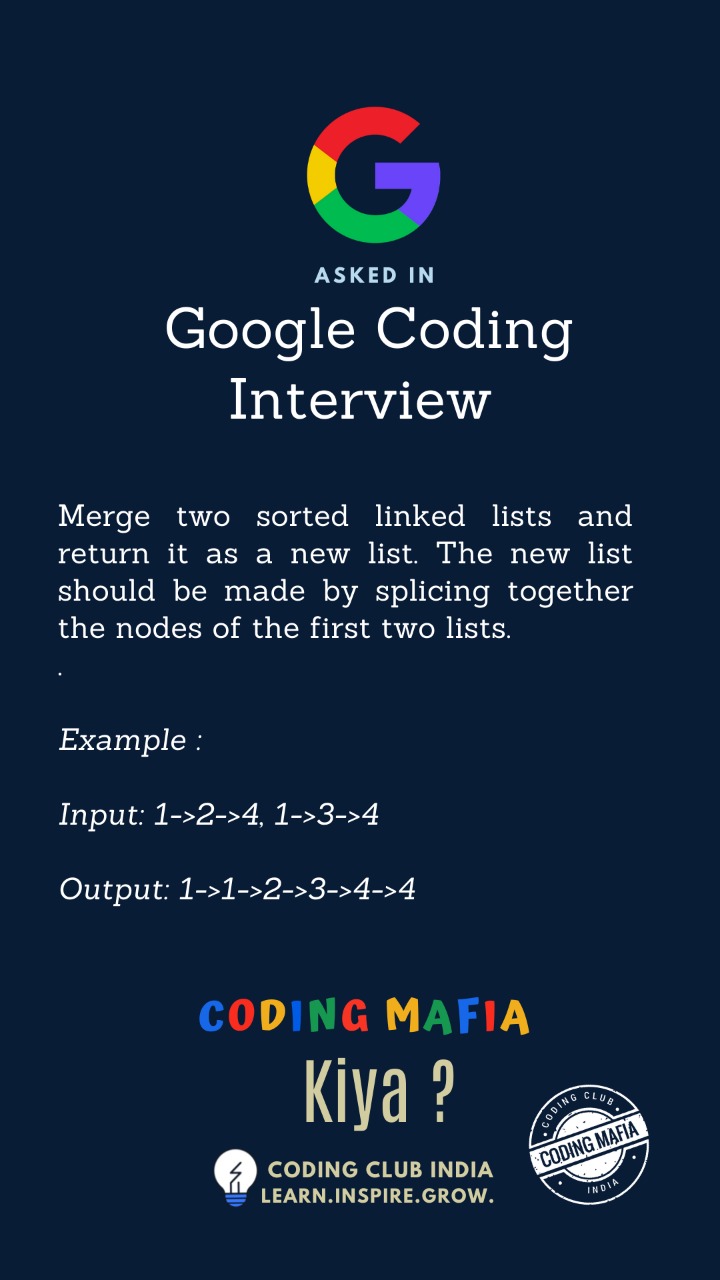 ASKED IN
Google Coding
Interview
Merge two sorted linked lists and
return it as a new list. The new list
should be made by splicing together
the nodes of the first two lists.
.
Example :
Input: 1->2->4, 1->3->4
Output: 1->1->2->3->4->4
CODING MAFIA
Kiya ?
CODING CLUB INDIA
LEARN.INSPIRE.GROW.
CODING CLUB
CODING MAFIA
INDIA